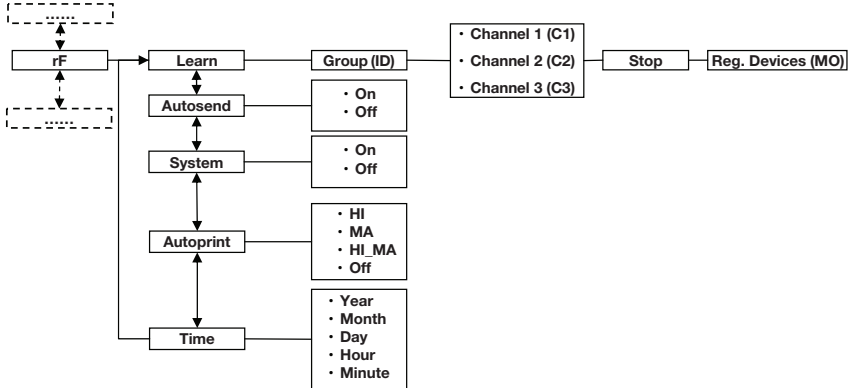 ......
rF
......
Learn
Group (ID)
· Channel 1 (C1)
· Channel 2 (C2)
· Channel 3 (C3)
Stop
Reg. Devices (MO)
Autosend
· On
· Off
System
· On
· Off
Autoprint
· HI
· MA
· HI_MA
· Off
Time
· Year
· Month
· Day
· Hour
· Minute